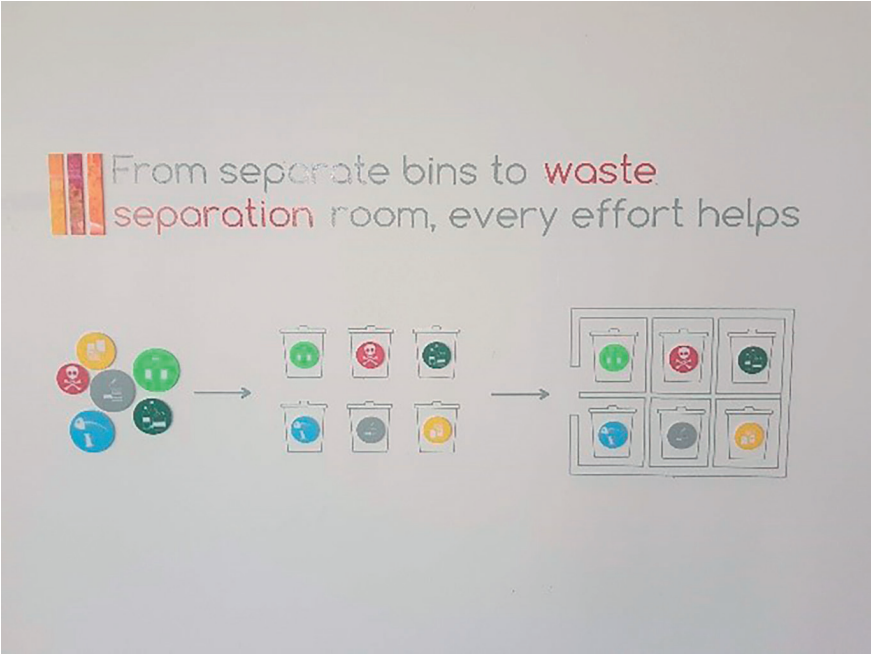 From separate bins to waste
separation room, every effort helps